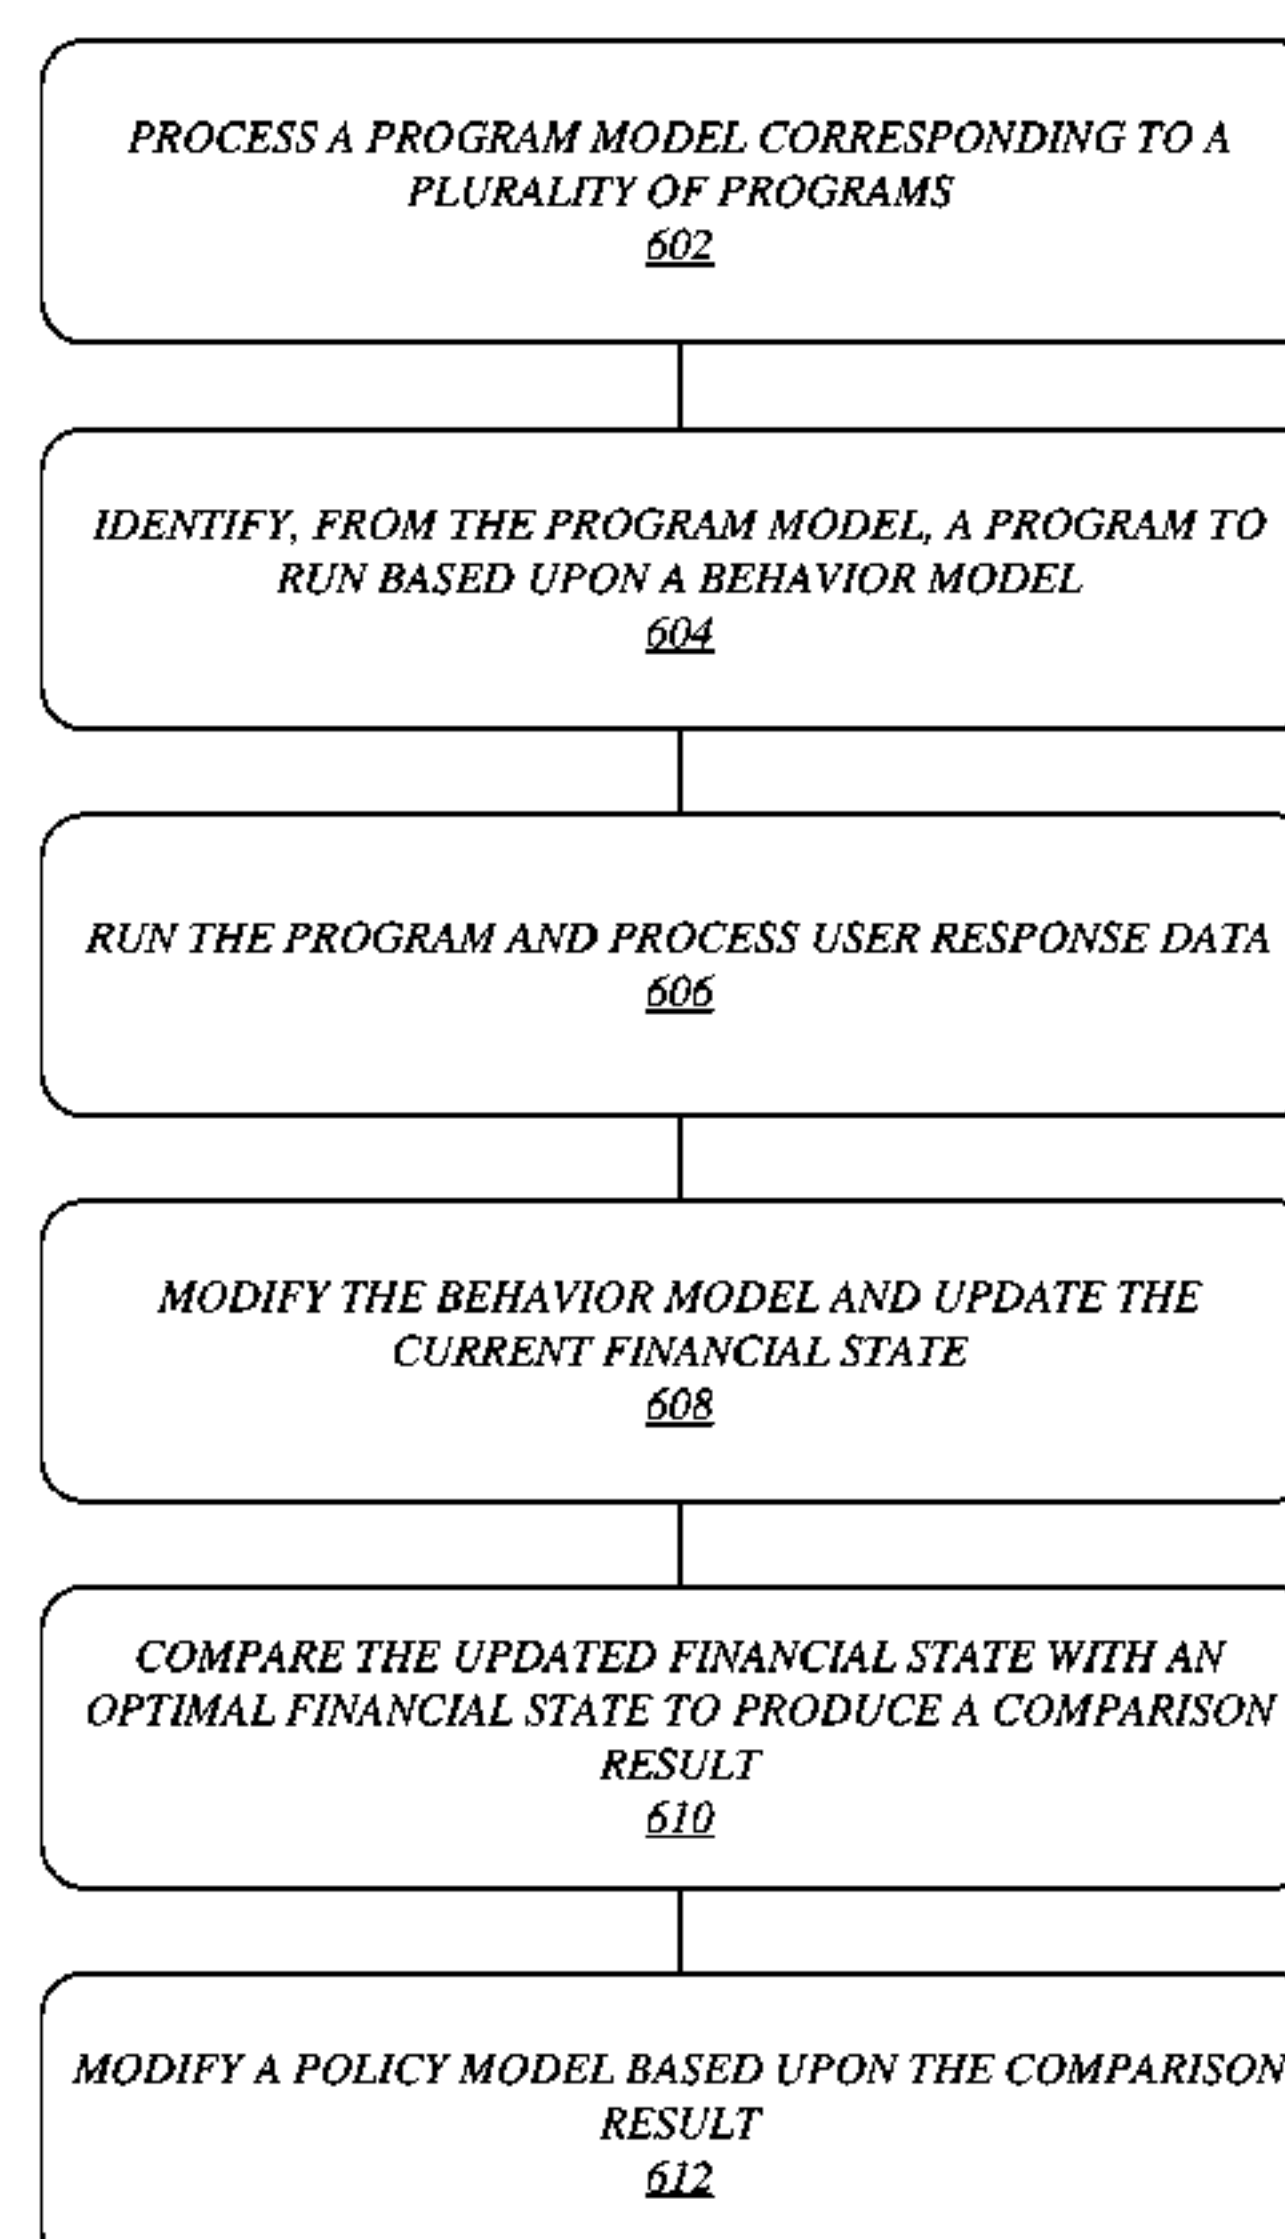 PROCESS A PROGRAM MODEL CORRESPONDING TO A
PLURALITY OF PROGRAMS
602
IDENTIFY, FROM THE PROGRAM MODEL, A PROGRAM TO
RUN BASED UPON A BEHAVIOR MODEL
604
RUN THE PROGRAM AND PROCESS USER RESPONSE DATA
606
MODIFY THE BEHAVIOR MODEL AND UPDATE THE
CURRENT FINANCIAL STATE
608
COMPARE THE UPDATED FINANCIAL STATE WITH AN
OPTIMAL FINANCIAL STATE TO PRODUCE A COMPARISON
RESULT
610
MODIFY A POLICY MODEL BASED UPON THE COMPARISON
RESULT
612